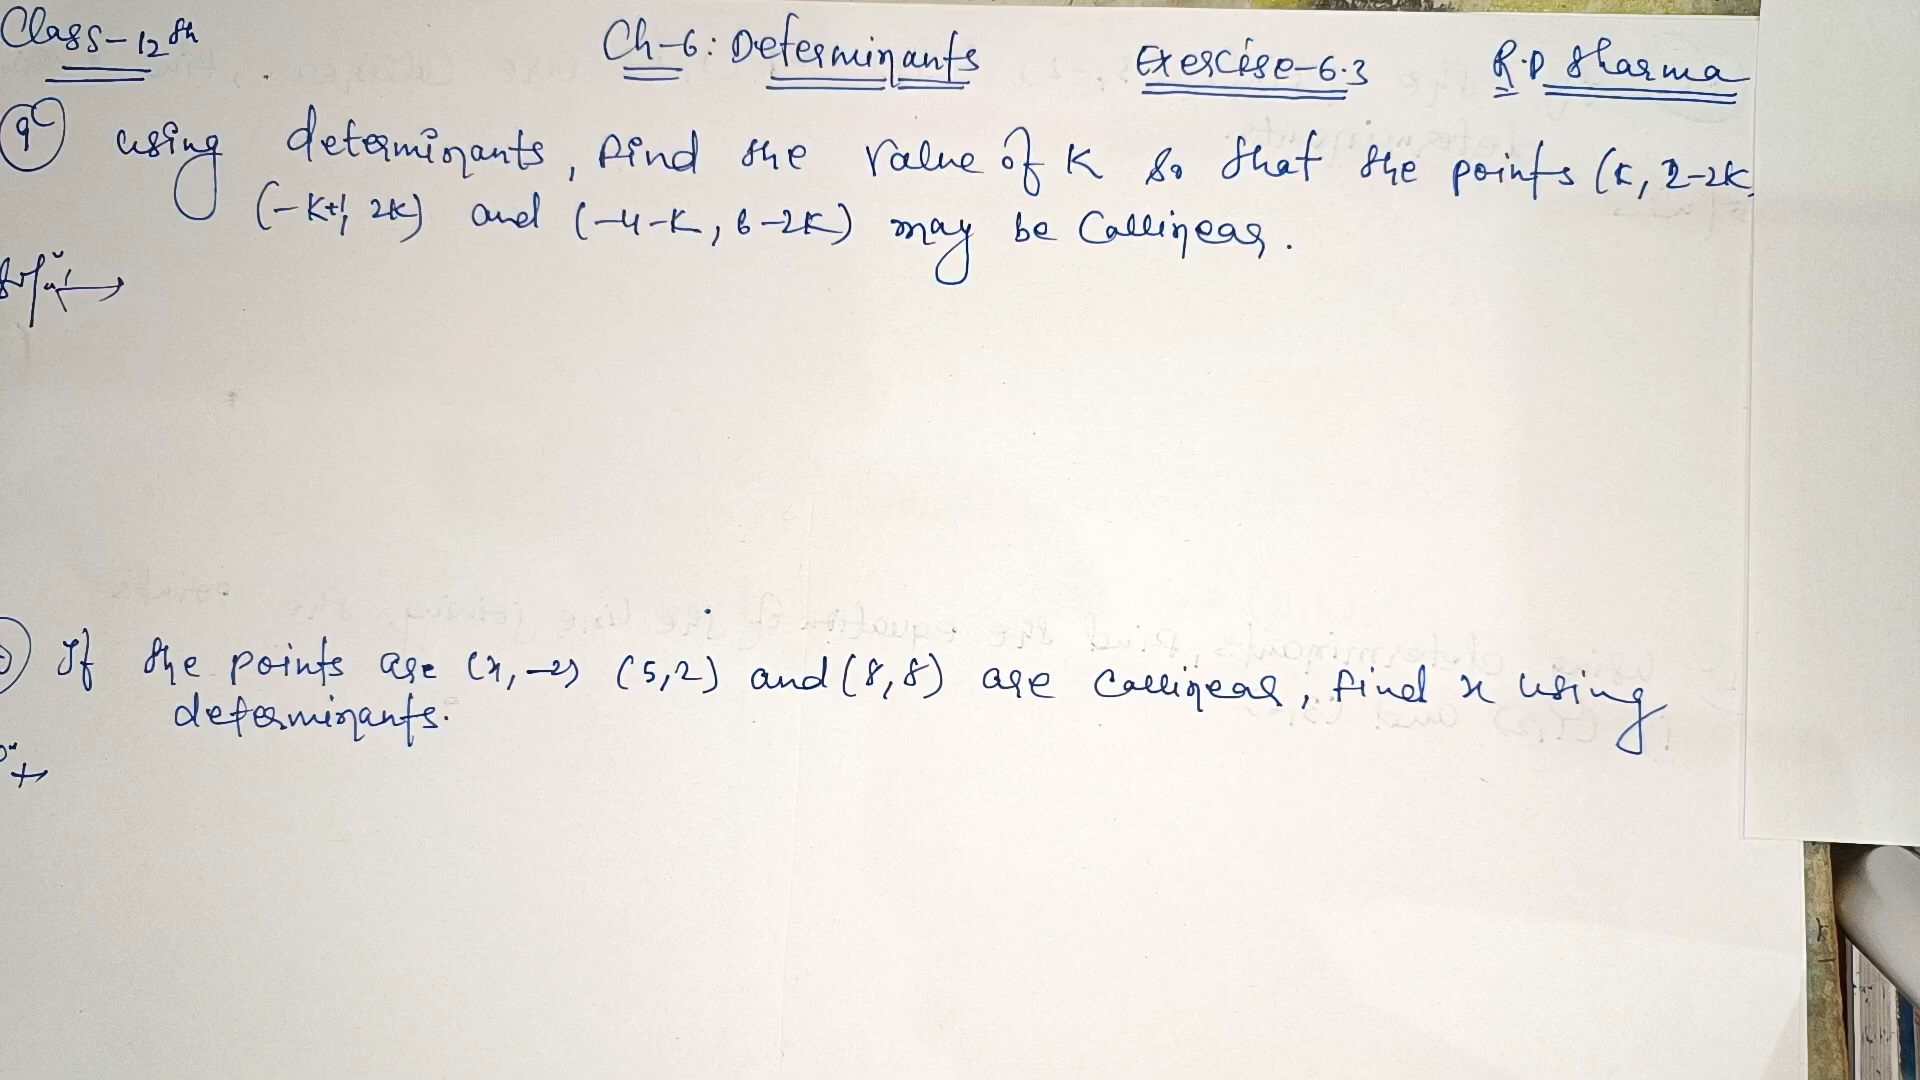 Class-12th Ch-6: Determinants Exercise-6.3 R.D Sharma
9 using determinants, find the value of K so that the points (K, 2-2K
(-K+1, 2K) and (-4-K, 6-2K) may be Collinear.
Solu
If the points are (x, -2) (5,2) and (8,8) are Collinear, find x using
determinants.